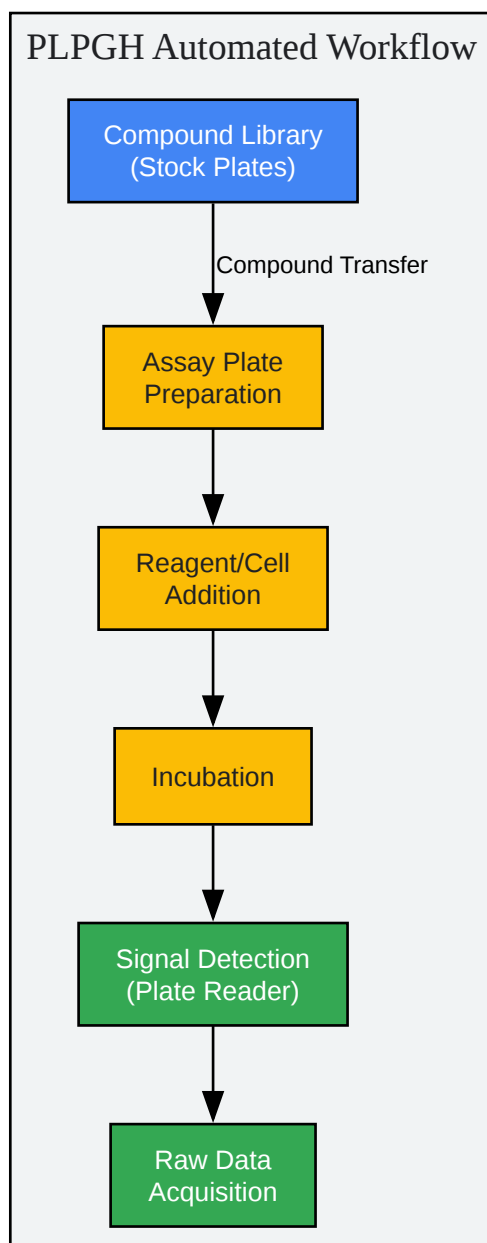 PLPGH Automated Workflow
Compound Library
(Stock Plates)
Compound Transfer
Assay Plate
Preparation
Reagent/Cell
Addition
Incubation
Signal Detection
(Plate Reader)
Raw Data
Acquisition